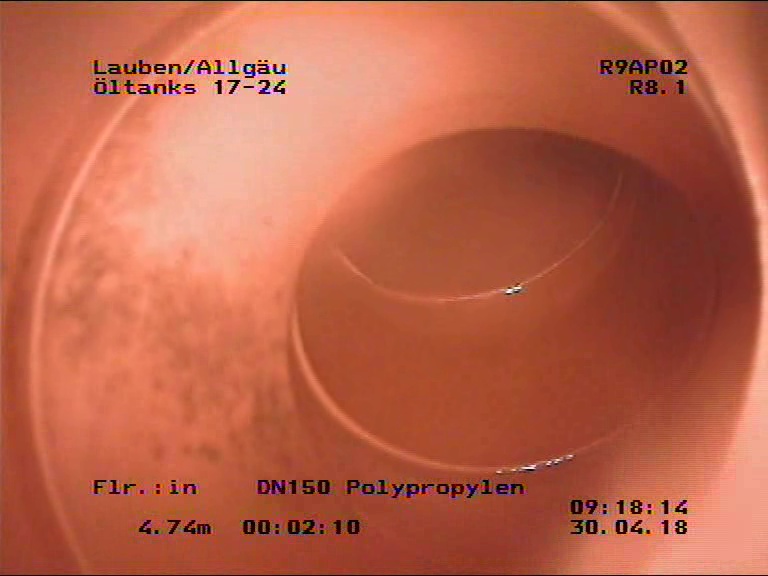 Lauben/Allgäu R9AP02
Öltanks 17-24 R8.1
Flr.:in DN150 Polypropylen
09:18:14
4.74m 00:02:10 30.04.18